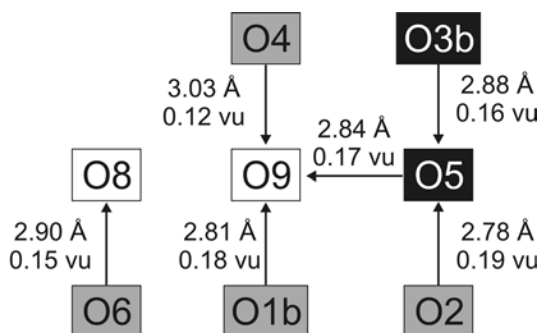 O4
O3b
3.03 Å
0.12 vu
2.88 Å
0.16 vu
2.84 Å
0.17 vu
O8
O9
O5
2.90 Å
0.15 vu
2.81 Å
0.18 vu
2.78 Å
0.19 vu
O6
O1b
O2